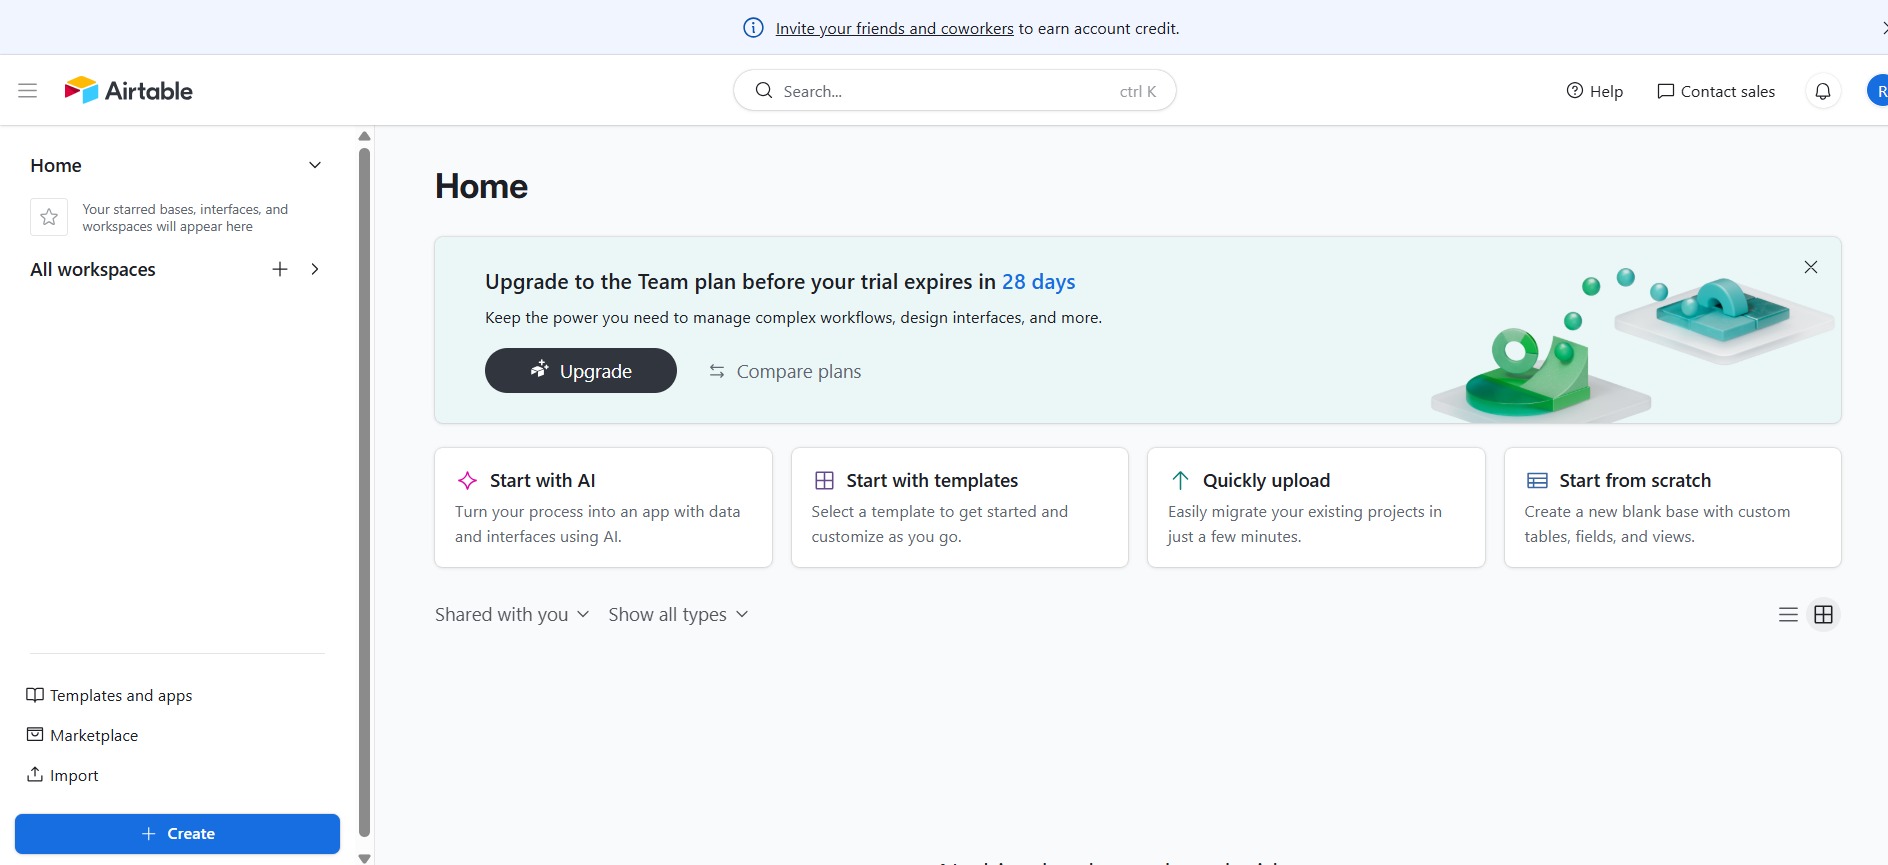 Invite your friends and coworkers to earn account credit.
Airtable
Search...
ctrl K
Help
Contact sales
R
Home
Your starred bases, interfaces, and
workspaces will appear here
All workspaces
Templates and apps
Marketplace
Import
Create
Home
Upgrade to the Team plan before your trial expires in 28 days
Keep the power you need to manage complex workflows, design interfaces, and more.
Upgrade
Compare plans
Start with AI
Turn your process into an app with data
and interfaces using AI.
Start with templates
Select a template to get started and
customize as you go.
Quickly upload
Easily migrate your existing projects in
just a few minutes.
Start from scratch
Create a new blank base with custom
tables, fields, and views.
Shared with you
Show all types